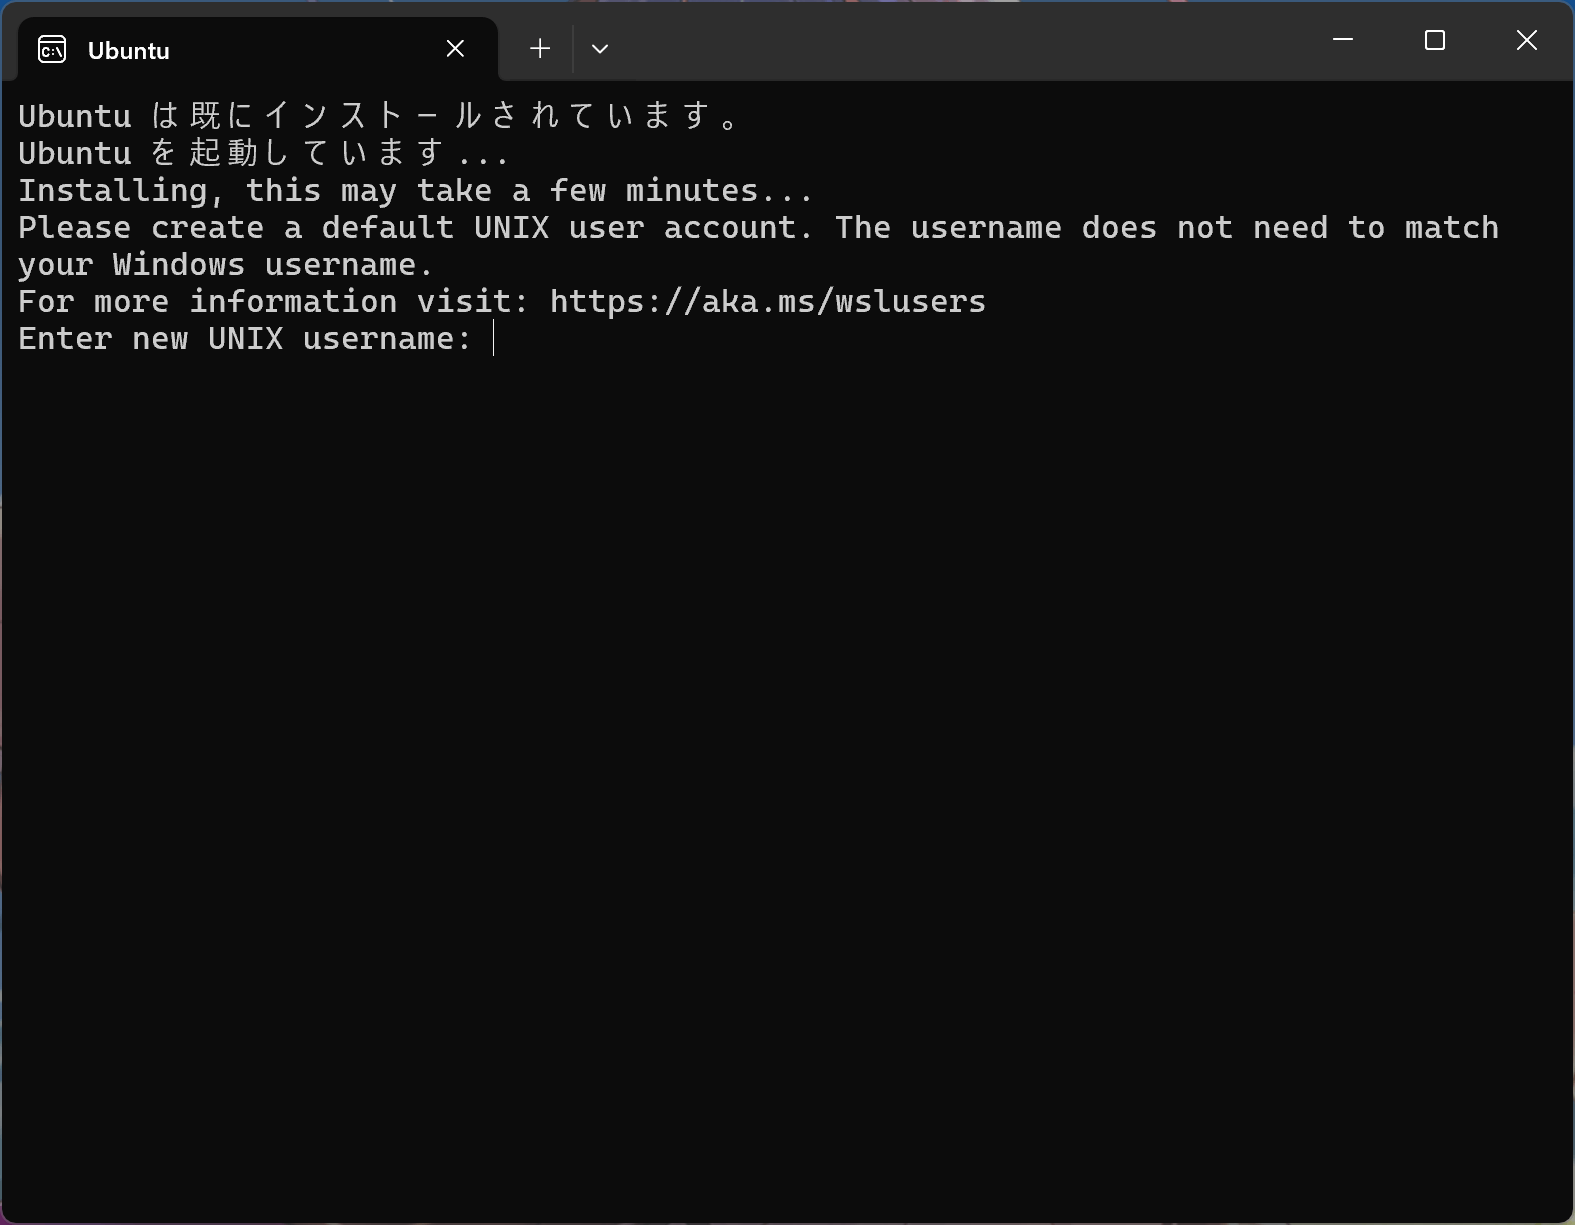 Ubuntu
Ubuntu は既にインストールされています。
Ubuntu を起動しています...
Installing, this may take a few minutes...
Please create a default UNIX user account. The username does not need to match
your Windows username.
For more information visit: https://aka.ms/wslusers
Enter new UNIX username: